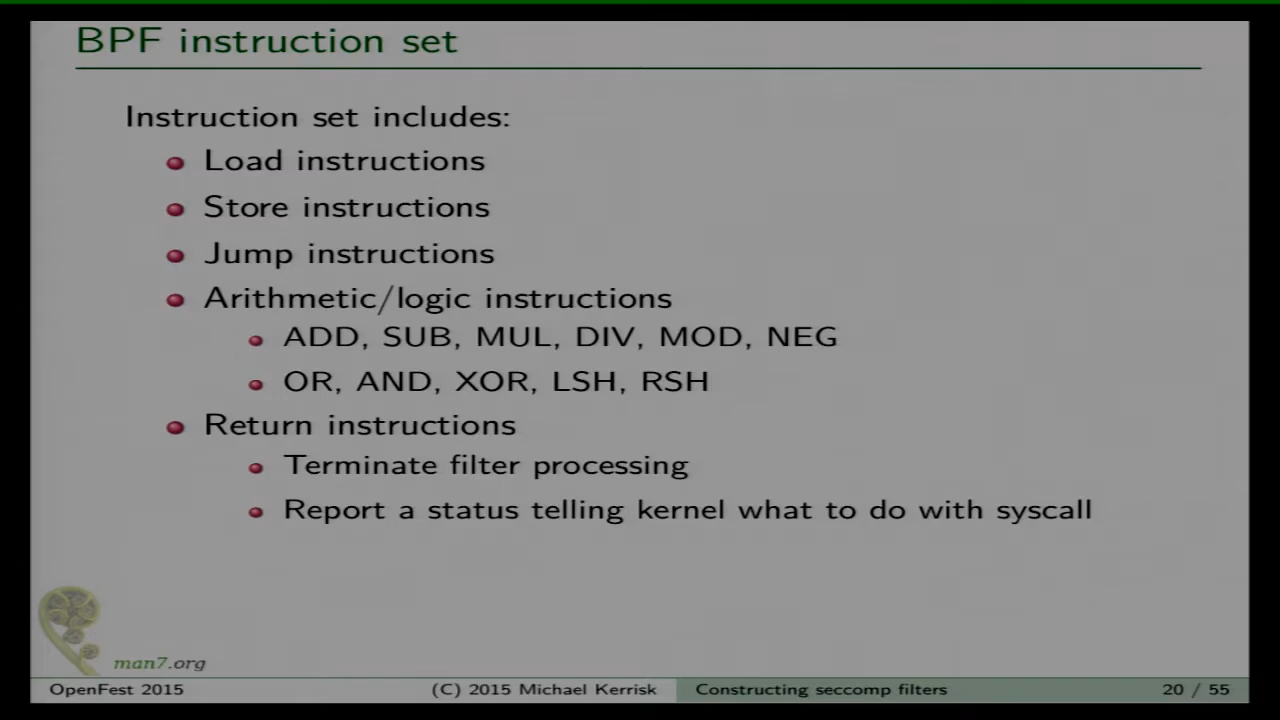 BPF instruction set
Instruction set includes:
Load instructions
Store instructions
Jump instructions
Arithmetic/logic instructions
ADD, SUB, MUL, DIV, MOD, NEG
OR, AND, XOR, LSH, RSH
Return instructions
Terminate filter processing
Report a status telling kernel what to do with syscall
man7.org
OpenFest 2015 (C) 2015 Michael Kerrisk Constructing seccomp filters 20 / 55